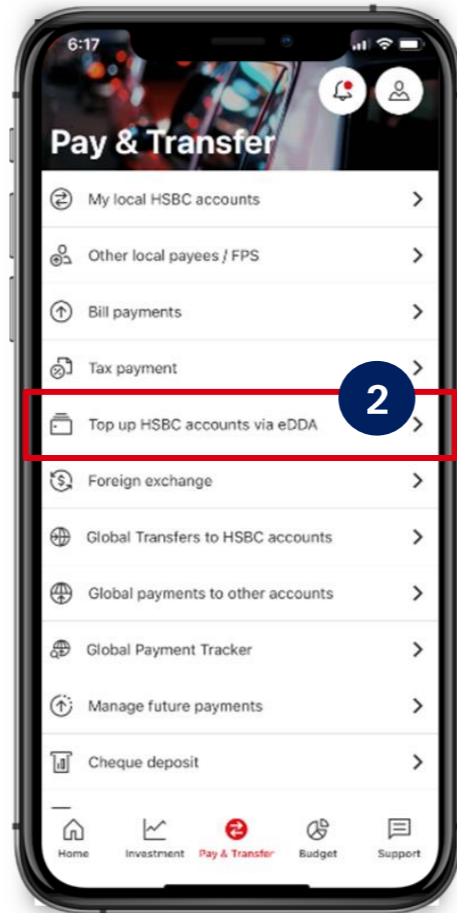 6:17
Pay & Transfer
My local HSBC accounts
Other local payees / FPS
Bill payments
Tax payment
2
Top up HSBC accounts via eDDA
Foreign exchange
Global Transfers to HSBC accounts
Global payments to other accounts
Global Payment Tracker
Manage future payments
Cheque deposit
Home Investment Pay & Transfer Budget Support